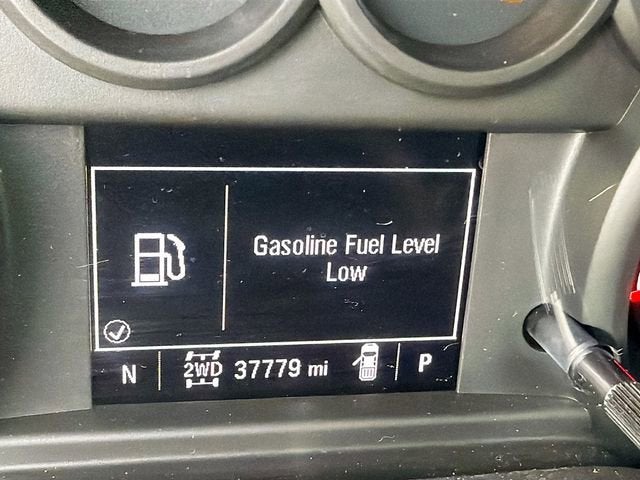 Gasoline Fuel Level
Low
N 2WD 37779 mi P